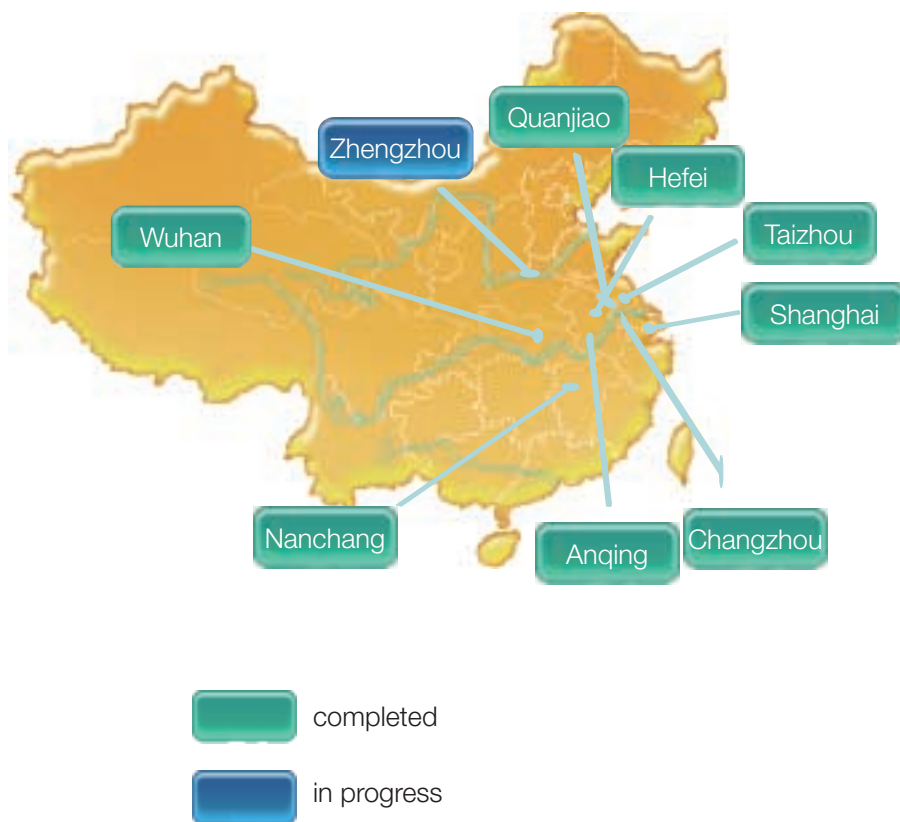 Quanjiao
Zhengzhou
Hefei
Wuhan
Taizhou
Shanghai
Nanchang
Anqing
Changzhou
completed
in progress